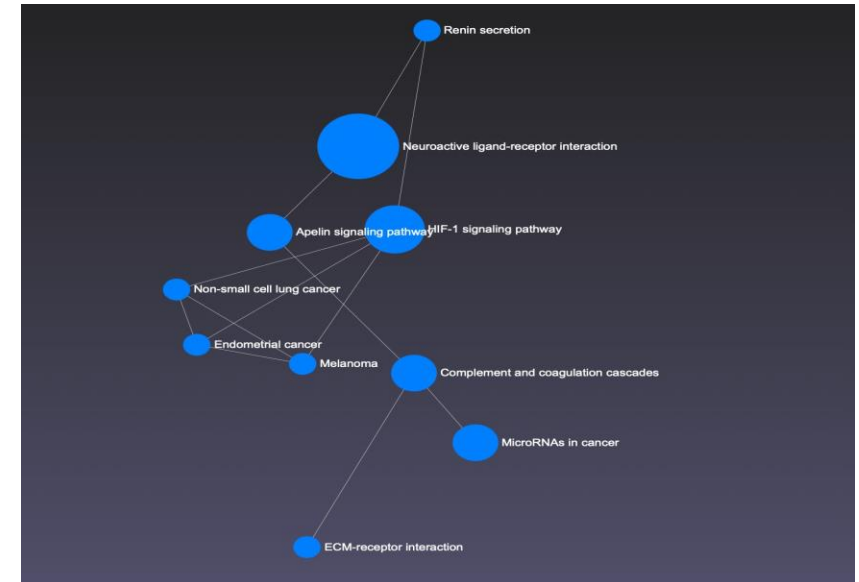 Renin secretion
Neuroactive ligand-receptor interaction
Apelin signaling pathway
HIF-1 signaling pathway
Non-small cell lung cancer
Endometrial cancer
Melanoma
Complement and coagulation cascades
MicroRNAs in cancer
ECM-receptor interaction